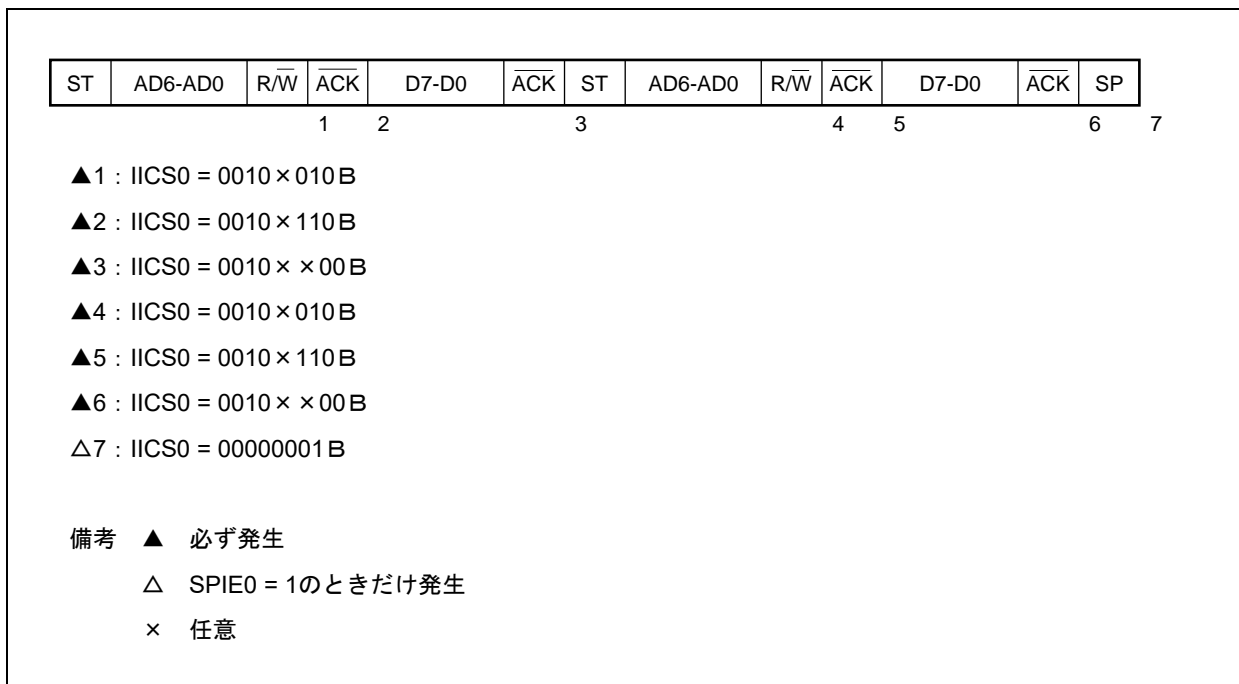 ST AD6-AD0 R/W ACK D7-D0 ACK ST AD6-AD0 R/W ACK D7-D0 ACK SP
1 2 3 4 5 6 7
▲1 : IICS0 = 0010×010B
▲2 : IICS0 = 0010×110B
▲3 : IICS0 = 0010××00B
▲4 : IICS0 = 0010×010B
▲5 : IICS0 = 0010×110B
▲6 : IICS0 = 0010××00B
△7 : IICS0 = 00000001B
備考 ▲ 必ず発生
△ SPIE0 = 1のときだけ発生
× 任意